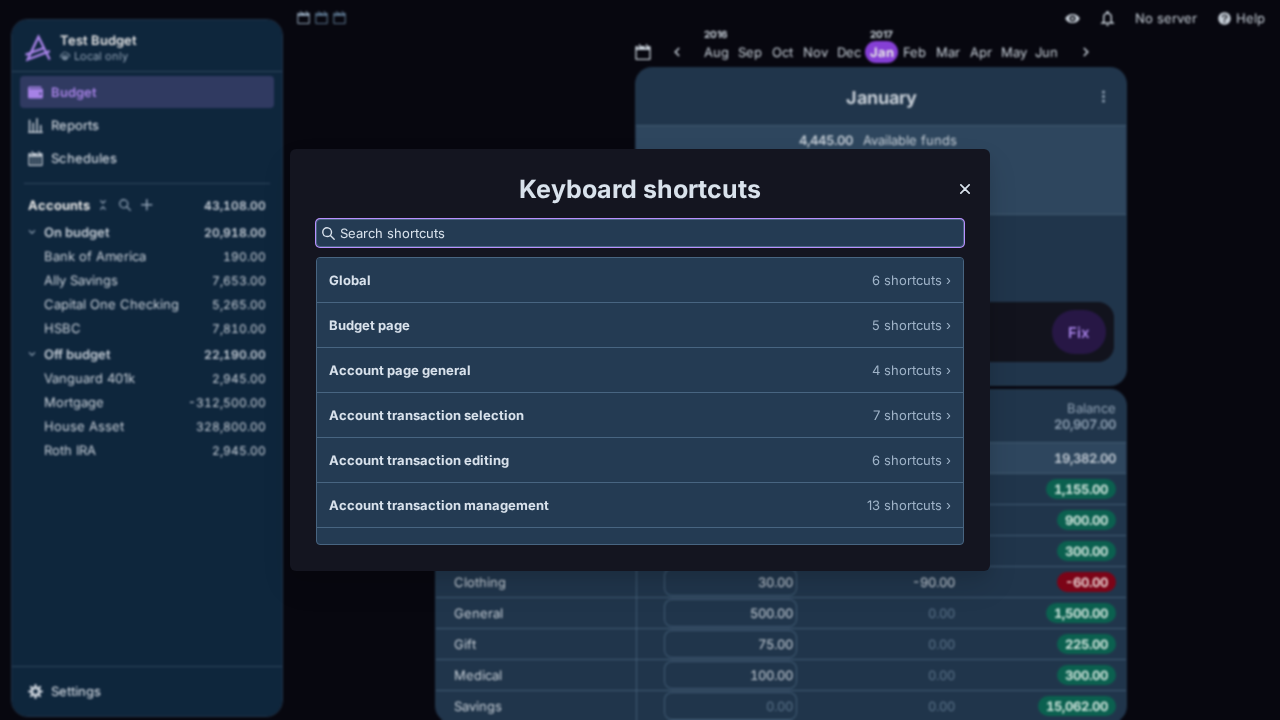 Test Budget
Local only
Budget
Reports
Schedules
Accounts 43,108.00
On budget 20,918.00
Bank of America 190.00
Ally Savings 7,653.00
Capital One Checking 5,265.00
HSBC 7,810.00
Off budget 22,190.00
Vanguard 401k 2,945.00
Mortgage -312,500.00
House Asset 328,800.00
Roth IRA 2,945.00
Settings
No server
Help
2016 2017
Aug Sep Oct Nov Dec Jan Feb Mar Apr May Jun
January
4,445.00 Available funds
Keyboard shortcuts
Search shortcuts
Global 6 shortcuts ›
Budget page 5 shortcuts ›
Account page general 4 shortcuts ›
Account transaction selection 7 shortcuts ›
Account transaction editing 6 shortcuts ›
Account transaction management 13 shortcuts ›
Fix
Balance
20,907.00
19,382.00
1,155.00
900.00
300.00
Clothing 30.00 -90.00 -60.00
General 500.00 0.00 1,500.00
Gift 75.00 0.00 225.00
Medical 100.00 0.00 300.00
Savings 0.00 0.00 15,062.00